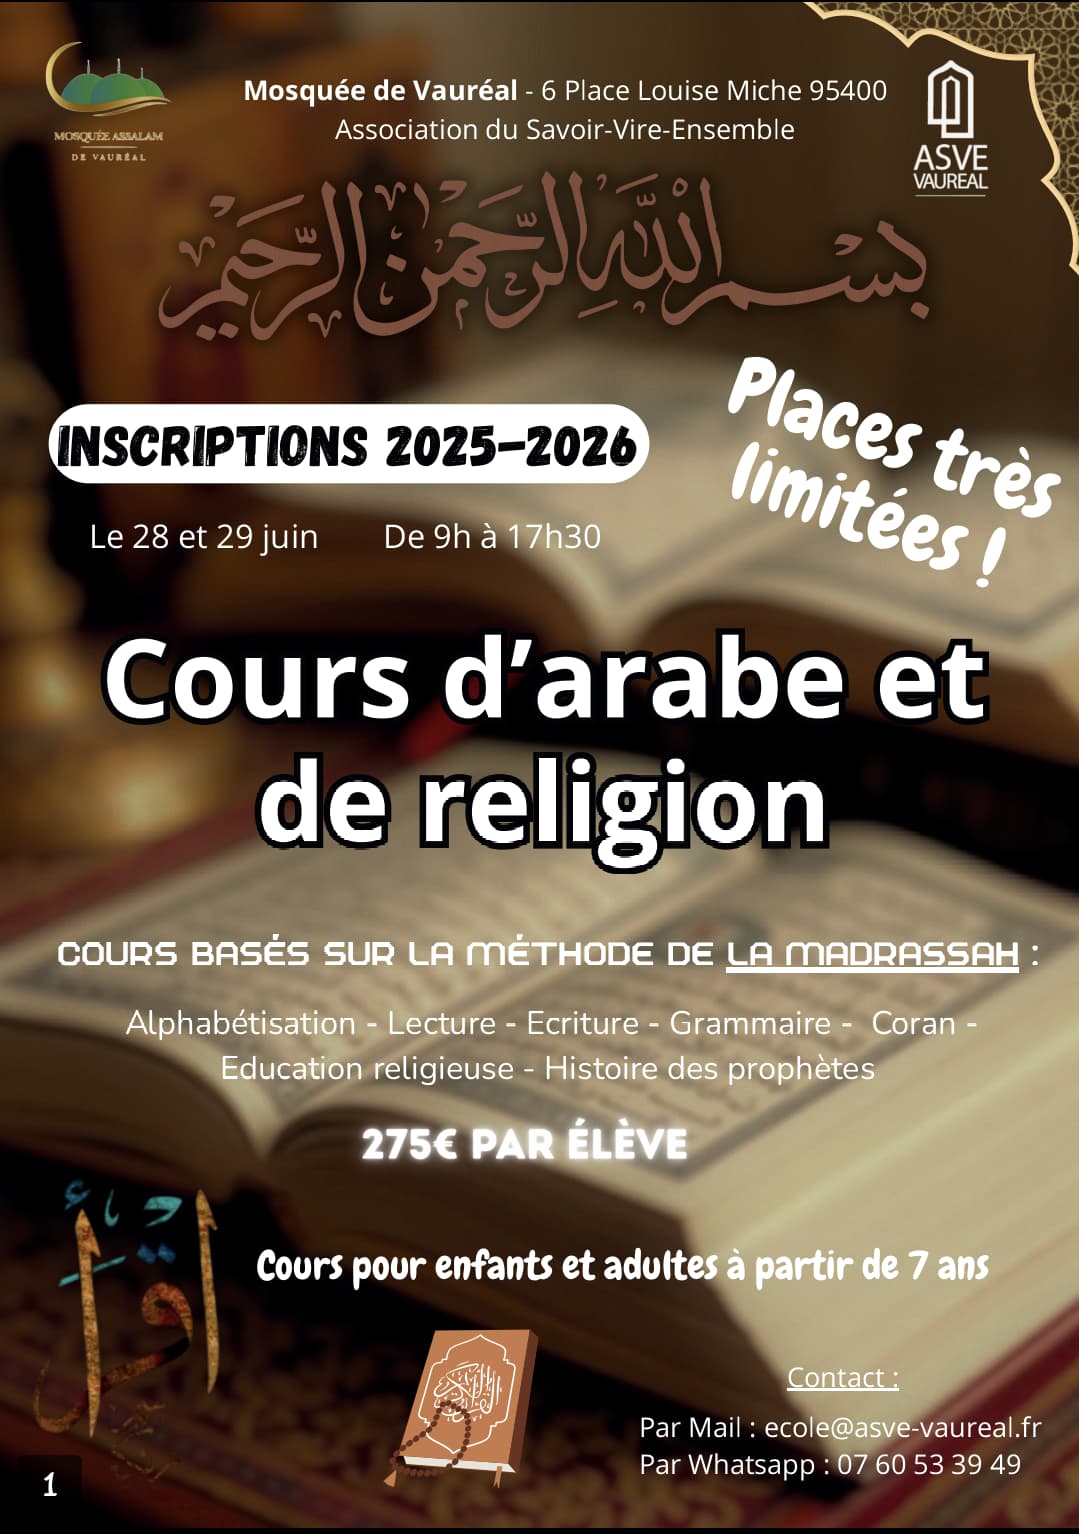 MOSQUÉE ASSALAM
DE VAURÉAL
Mosquée de Vauréal - 6 Place Louise Miche 95400
Association du Savoir-Vire-Ensemble
ASVE
VAUREAL
بسم الله الرحمن الرحيم
INSCRIPTIONS 2025-2026
Places très
limitées !
Le 28 et 29 juin De 9h à 17h30
Cours d'arabe et
de religion
COURS BASÉS SUR LA MÉTHODE DE LA MADRASSAH :
Alphabétisation - Lecture - Ecriture - Grammaire - Coran -
Education religieuse - Histoire des prophètes
275€ PAR ÉLÈVE
اقرأ
Cours pour enfants et adultes à partir de 7 ans
Contact :
Par Mail : ecole@asve-vaureal.fr
Par Whatsapp : 07 60 53 39 49
1